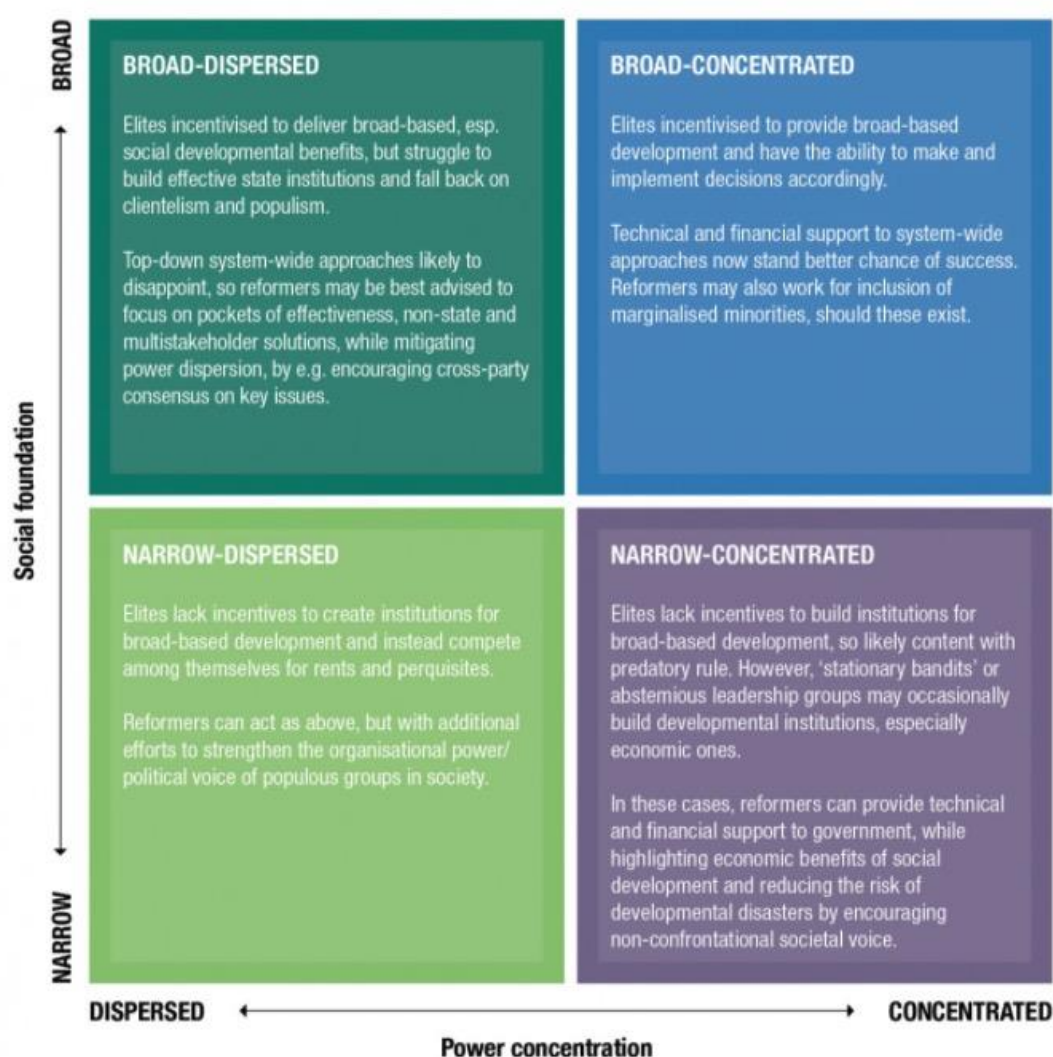 BROAD
BROAD-DISPERSED
Elites incentivised to deliver broad-based, esp.
social developmental benefits, but struggle to
build effective state institutions and fall back on
clientelism and populism.
Top-down system-wide approaches likely to
disappoint, so reformers may be best advised to
focus on pockets of effectiveness, non-state and
multistakeholder solutions, while mitigating
power dispersion, by e.g. encouraging cross-party
consensus on key issues.
BROAD-CONCENTRATED
Elites incentivised to provide broad-based
development and have the ability to make and
implement decisions accordingly.
Technical and financial support to system-wide
approaches now stand better chance of success.
Reformers may also work for inclusion of
marginalised minorities, should these exist.
Social foundation
NARROW-DISPERSED
Elites lack incentives to create institutions for
broad-based development and instead compete
among themselves for rents and perquisites.
Reformers can act as above, but with additional
efforts to strengthen the organisational power/
political voice of populous groups in society.
NARROW-CONCENTRATED
Elites lack incentives to build institutions for
broad-based development, so likely content with
predatory rule. However, ‘stationary bandits’ or
abstemious leadership groups may occasionally
build developmental institutions, especially
economic ones.
In these cases, reformers can provide technical
and financial support to government, while
highlighting economic benefits of social
development and reducing the risk of
developmental disasters by encouraging
non-confrontational societal voice.
NARROW
DISPERSED
CONCENTRATED
Power concentration